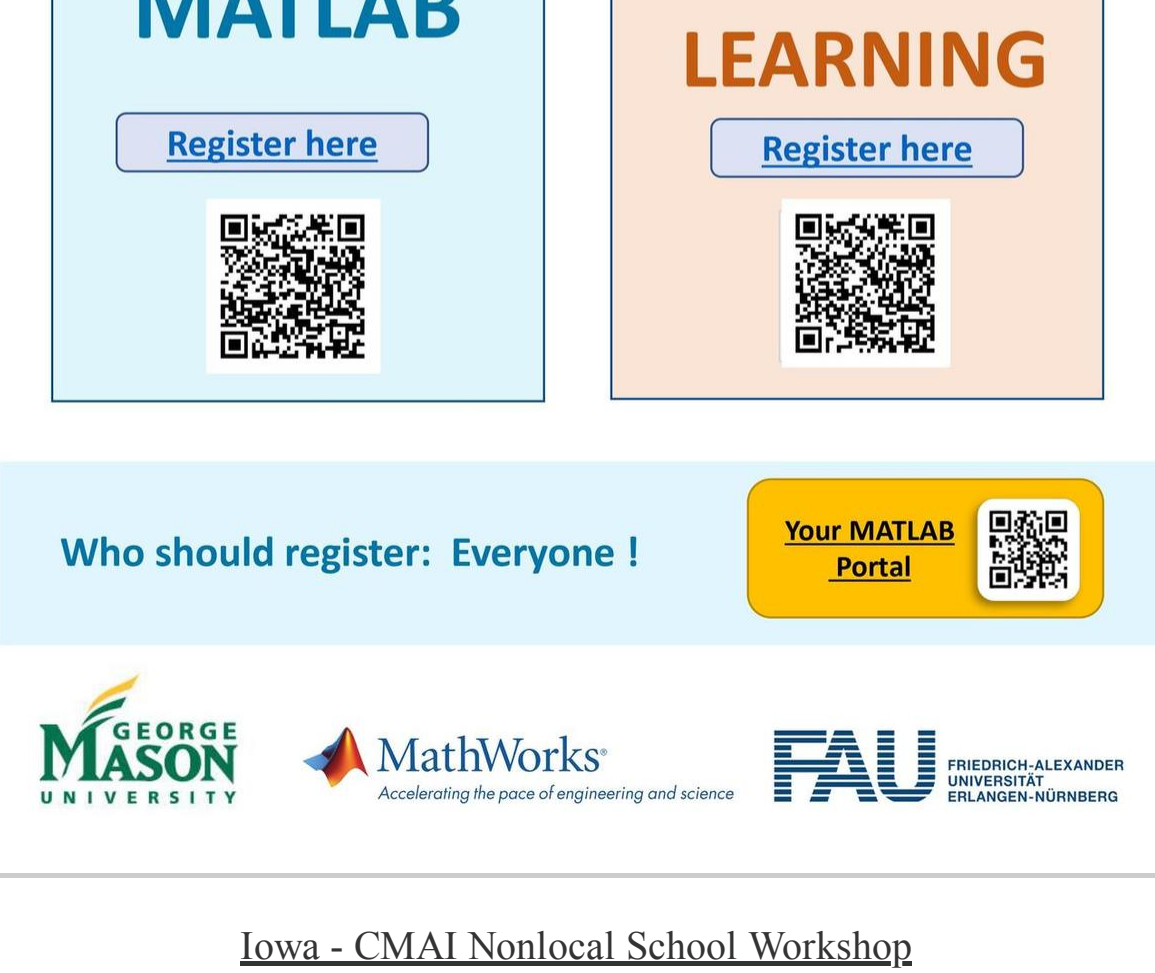 MATLAB
LEARNING
Register here
Register here
Who should register: Everyone !
Your MATLAB
Portal
GEORGE
MASON
UNIVERSITY
MathWorks®
Accelerating the pace of engineering and science
FAU
FRIEDRICH-ALEXANDER
UNIVERSITÄT
ERLANGEN-NÜRNBERG
Iowa - CMAI Nonlocal School Workshop